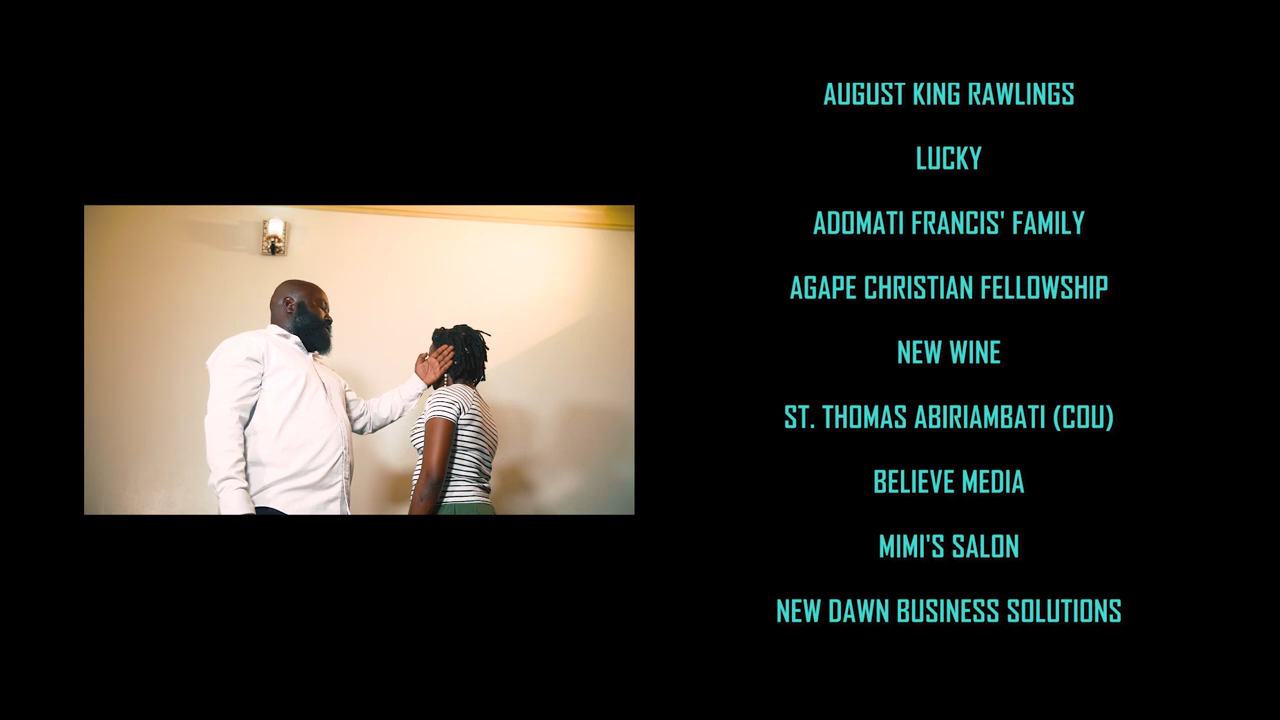 AUGUST KING RAWLINGS
LUCKY
ADOMATI FRANCIS' FAMILY
AGAPE CHRISTIAN FELLOWSHIP
NEW WINE
ST. THOMAS ABIRIAMBATI (COU)
BELIEVE MEDIA
MIMI'S SALON
NEW DAWN BUSINESS SOLUTIONS